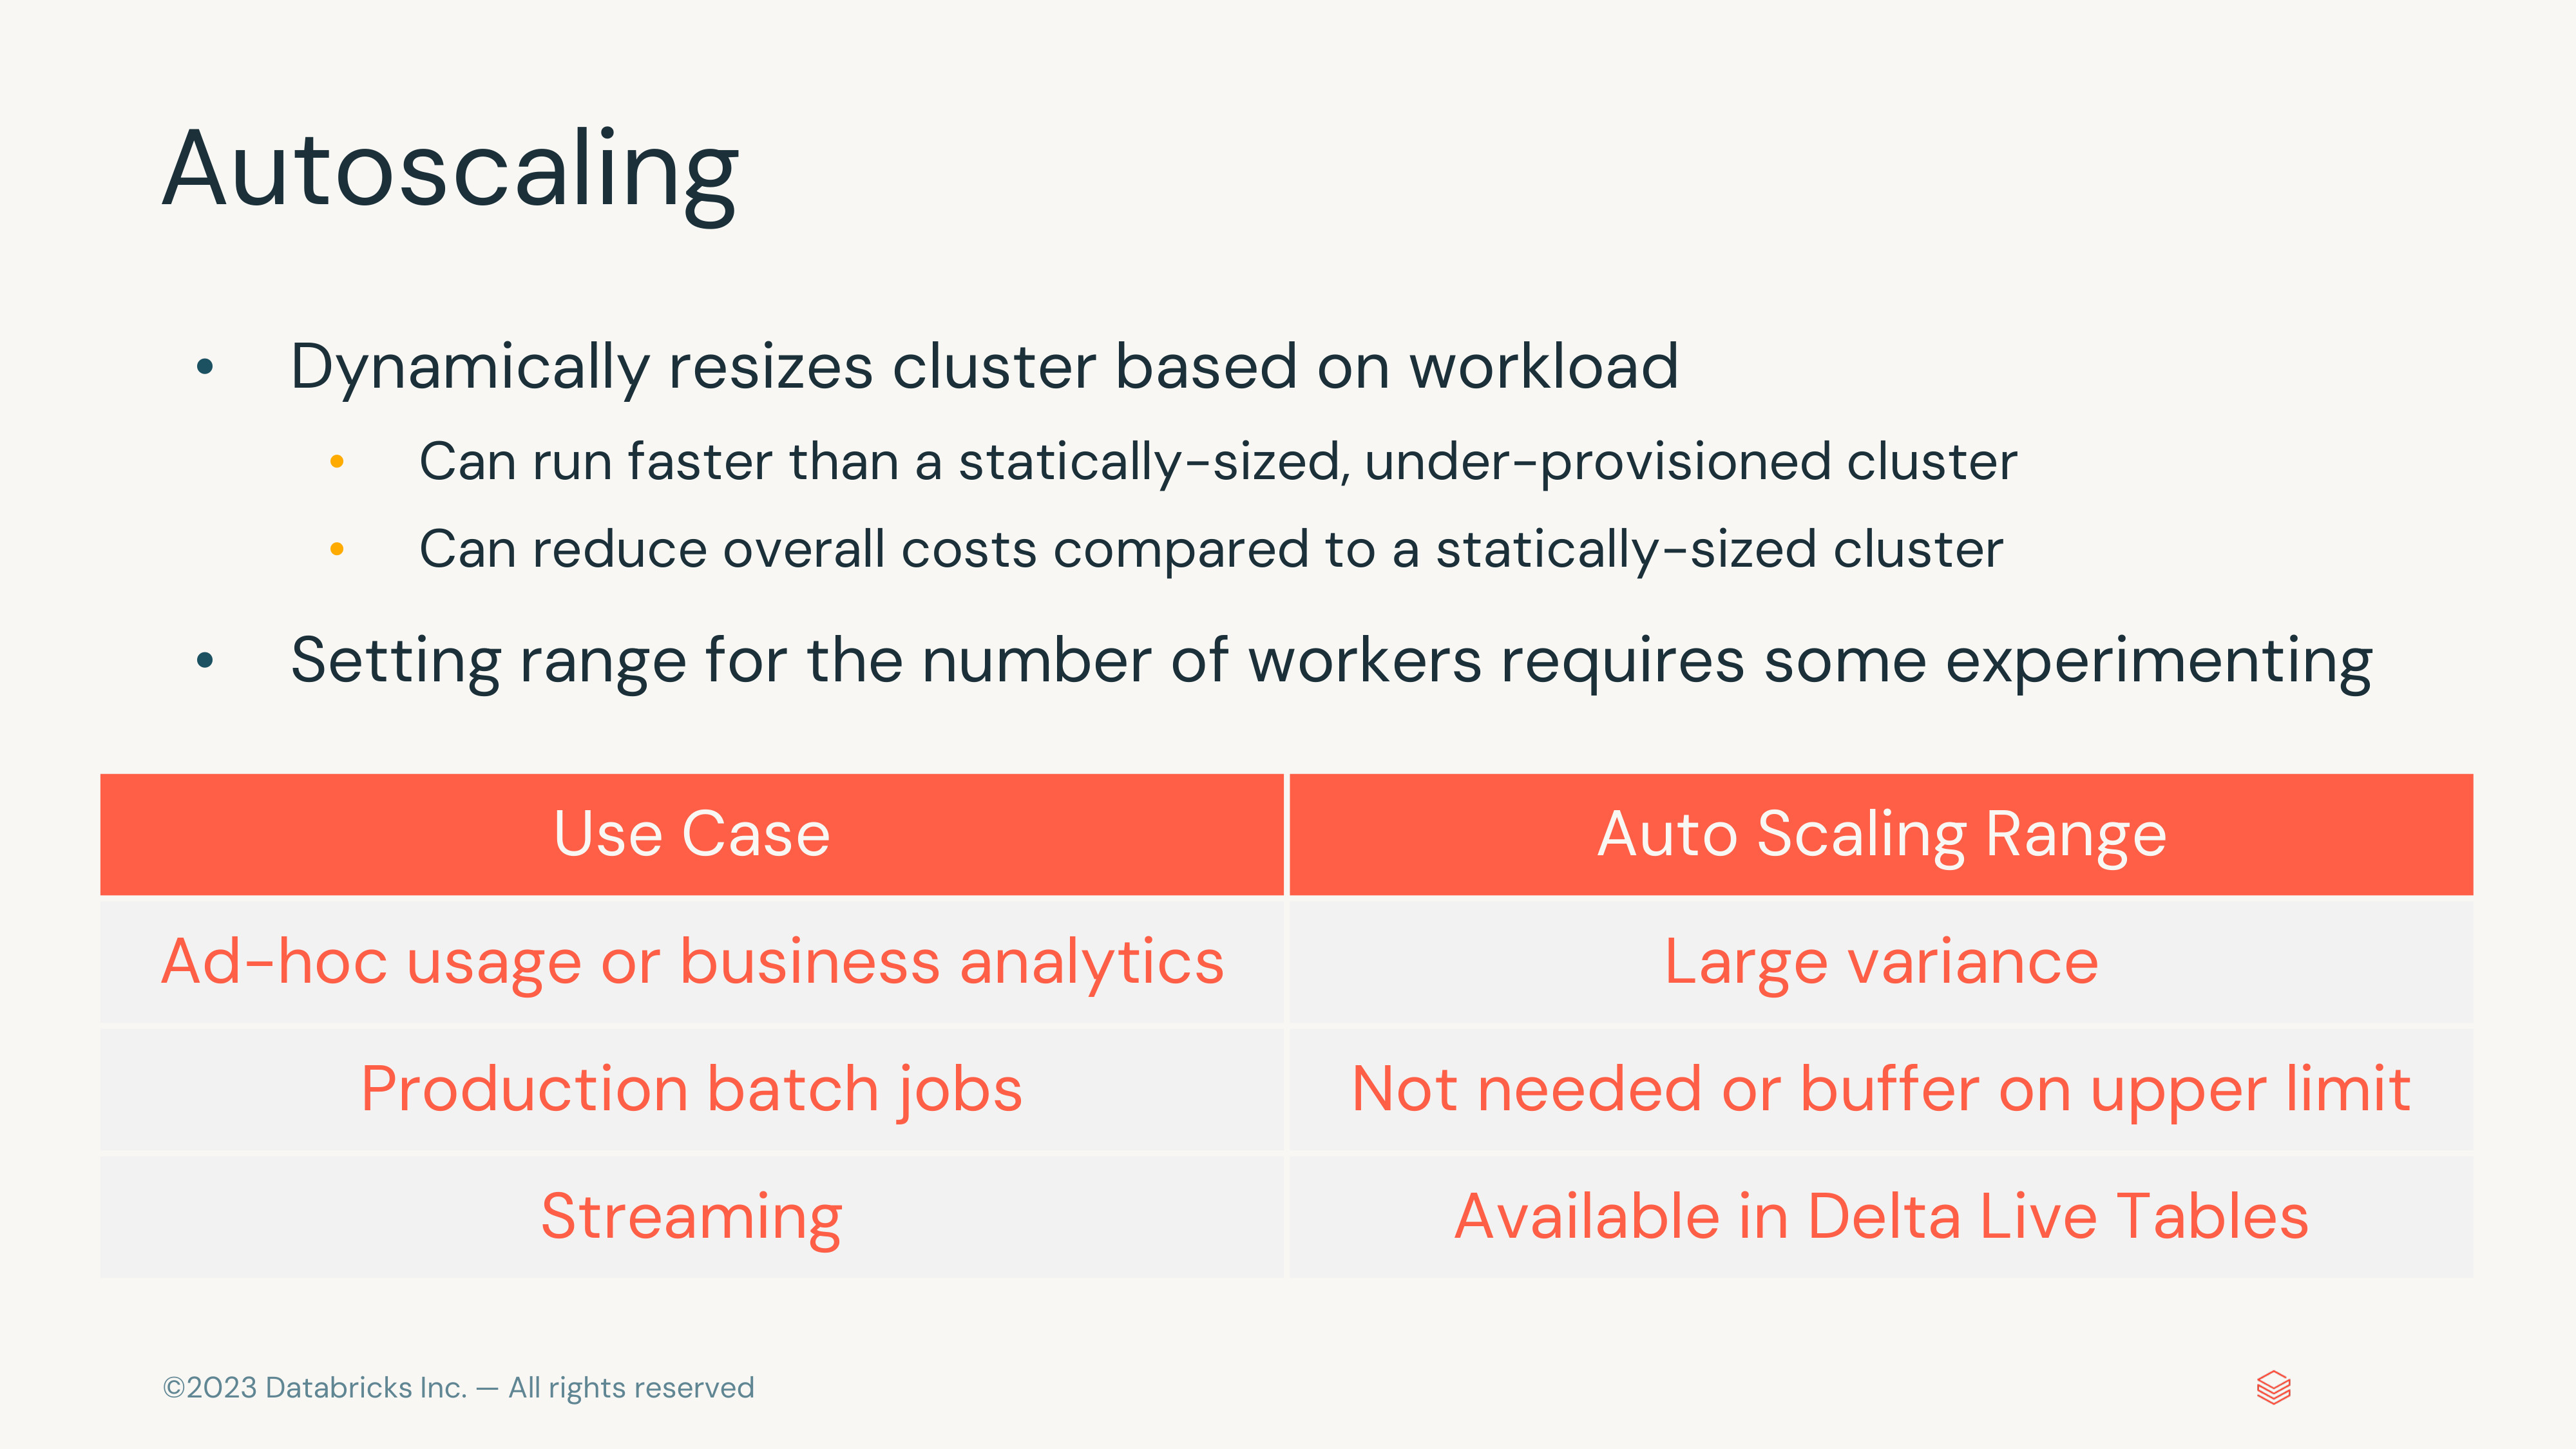 Autoscaling
• Dynamically resizes cluster based on workload
• Can run faster than a statically-sized, under-provisioned cluster
• Can reduce overall costs compared to a statically-sized cluster
• Setting range for the number of workers requires some experimenting
Use Case Auto Scaling Range
Ad-hoc usage or business analytics Large variance
Production batch jobs Not needed or buffer on upper limit
Streaming Available in Delta Live Tables
©2023 Databricks Inc. — All rights reserved